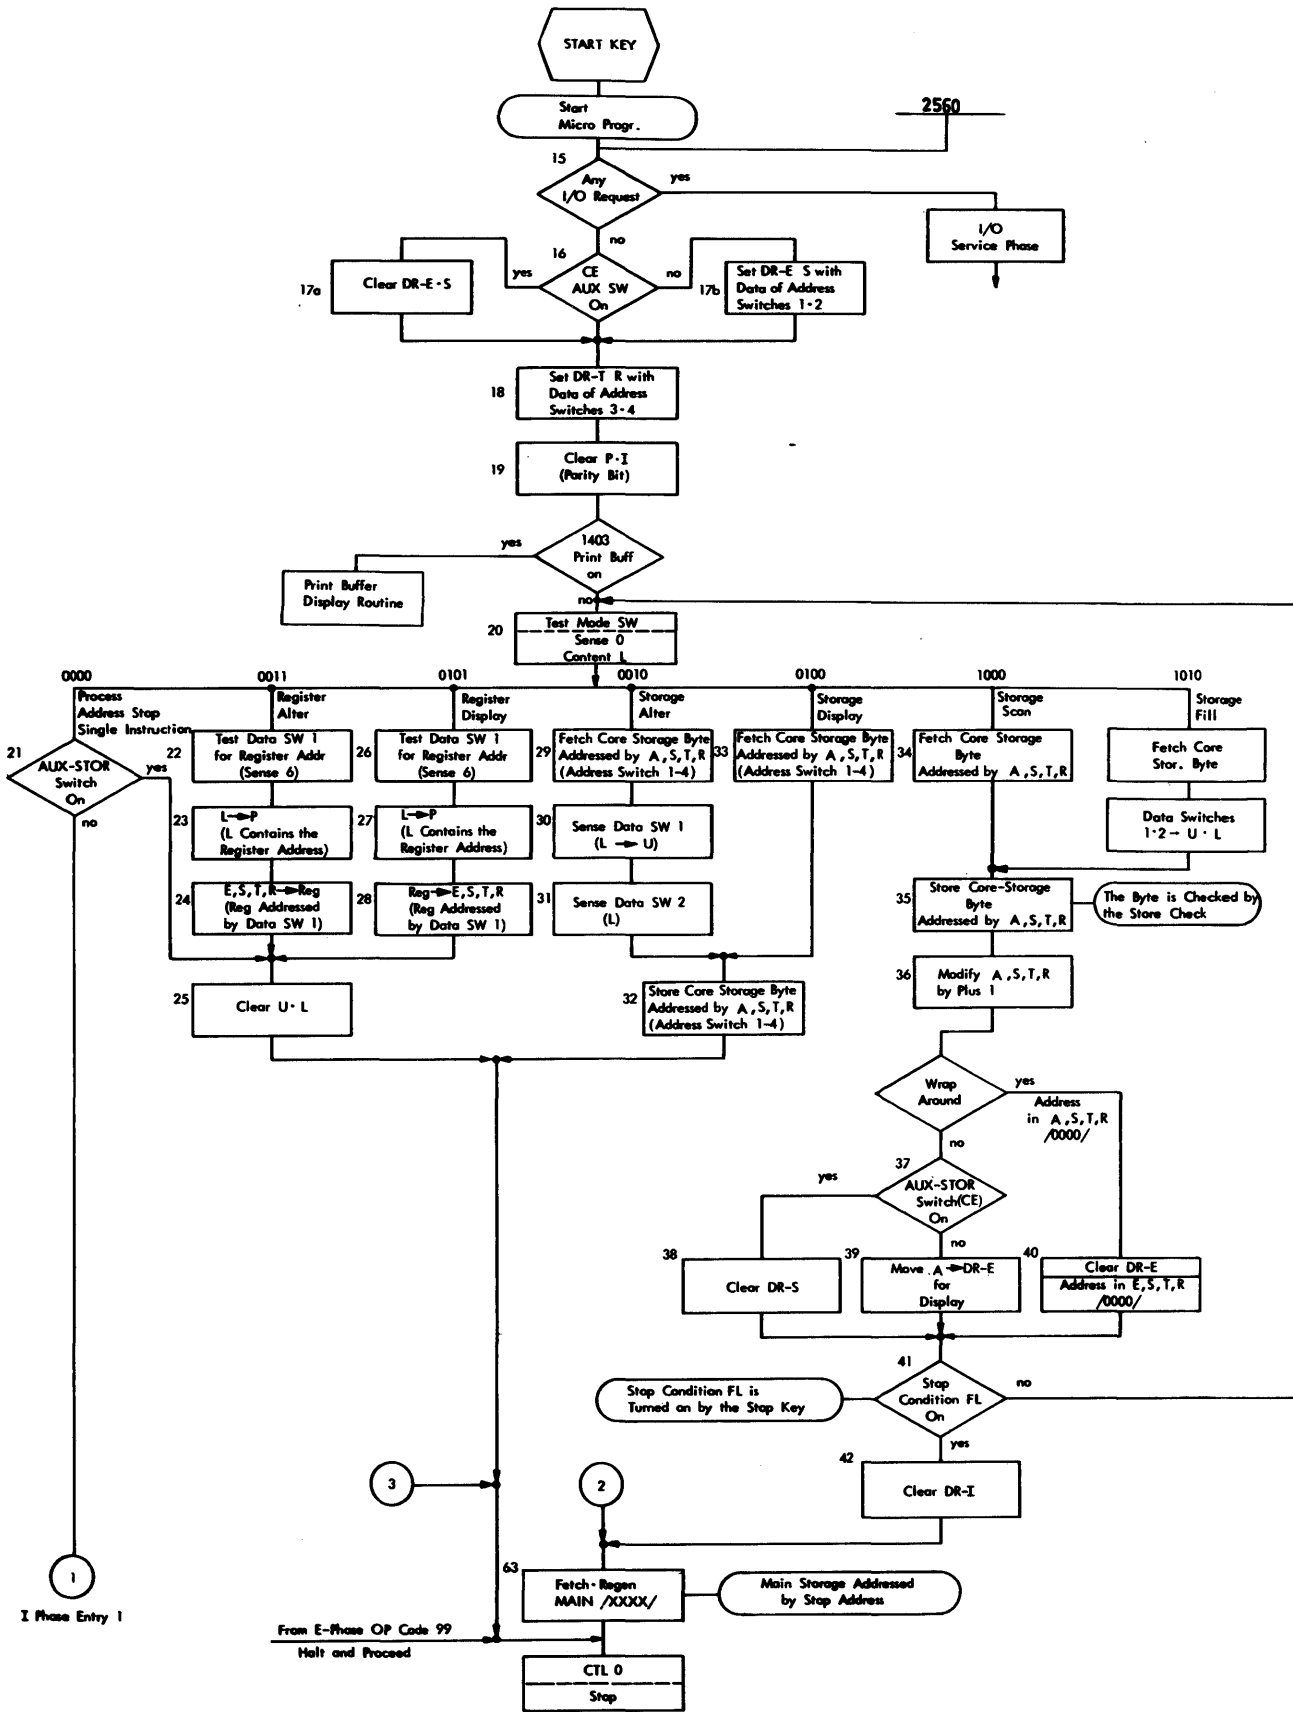 START KEY
Start
Micro Progr.
2560
15
Any
I/O Request
yes
no
I/O
Service Phase
16
CE
AUX SW
On
yes
no
17a
Clear DR-E·S
17b
Set DR-E S with
Data of Address
Switches 1·2
18
Set DR-T R with
Data of Address
Switches 3·4
19
Clear P·I
(Parity Bit)
1403
Print Buff
on
yes
no
Print Buffer
Display Routine
20
Test Mode SW
Sense 0
Content L
0000
0011
0101
0010
0100
1000
1010
Process
Address Stop
Single Instruction
Register
Alter
Register
Display
Storage
Alter
Storage
Display
Storage
Scan
Storage
Fill
21
AUX-STOR
Switch
On
yes
no
22
Test Data SW 1
for Register Addr
(Sense 6)
23
L→P
(L Contains the
Register Address)
24
E,S,T,R→Reg
(Reg Addressed
by Data SW 1)
25
Clear U·L
26
Test Data SW 1
for Register Addr
(Sense 6)
27
L→P
(L Contains the
Register Address)
28
Reg→E,S,T,R
(Reg Addressed
by Data SW 1)
29
Fetch Core Storage Byte
Addressed by A,S,T,R
(Address Switch 1-4)
30
Sense Data SW 1
(L → U)
31
Sense Data SW 2
(L)
32
Store Core Storage Byte
Addressed by A,S,T,R
(Address Switch 1-4)
33
Fetch Core Storage Byte
Addressed by A,S,T,R
(Address Switch 1-4)
34
Fetch Core Storage
Byte
Addressed by A,S,T,R
Fetch Core
Stor. Byte
Data Switches
1·2→ U·L
35
Store Core-Storage
Byte
Addressed by A,S,T,R
The Byte is Checked by
the Store Check
36
Modify A,S,T,R
by Plus 1
Wrap
Around
yes
Address
in A,S,T,R
/0000/
no
37
AUX-STOR
Switch(CE)
On
yes
no
38
Clear DR-S
39
Move A→DR-E
for
Display
40
Clear DR-E
Address in E,S,T,R
/0000/
41
Stop
Condition FL
On
no
yes
Stop Condition FL is
Turned on by the Stop Key
42
Clear DR-I
3
2
1
I Phase Entry 1
63
Fetch·Regen
MAIN /XXXX/
Main Storage Addressed
by Stop Address
From E-Phase OP Code 99
Halt and Proceed
CTL 0
Stop